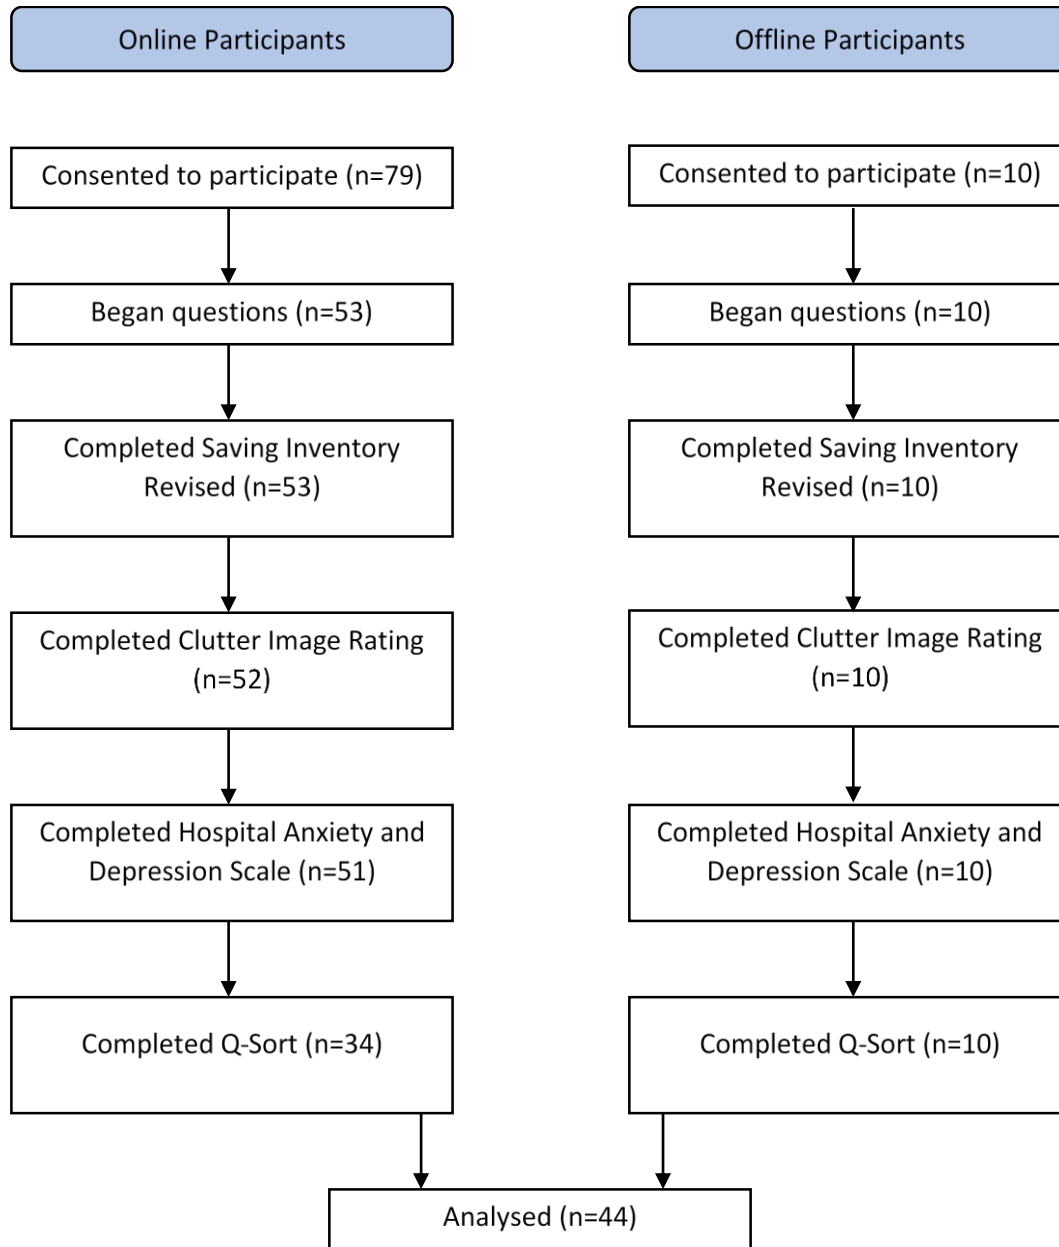 Online Participants
Offline Participants
Consented to participate (n=79)
Consented to participate (n=10)
Began questions (n=53)
Began questions (n=10)
Completed Saving Inventory
Revised (n=53)
Completed Saving Inventory
Revised (n=10)
Completed Clutter Image Rating
(n=52)
Completed Clutter Image Rating
(n=10)
Completed Hospital Anxiety and
Depression Scale (n=51)
Completed Hospital Anxiety and
Depression Scale (n=10)
Completed Q-Sort (n=34)
Completed Q-Sort (n=10)
Analysed (n=44)